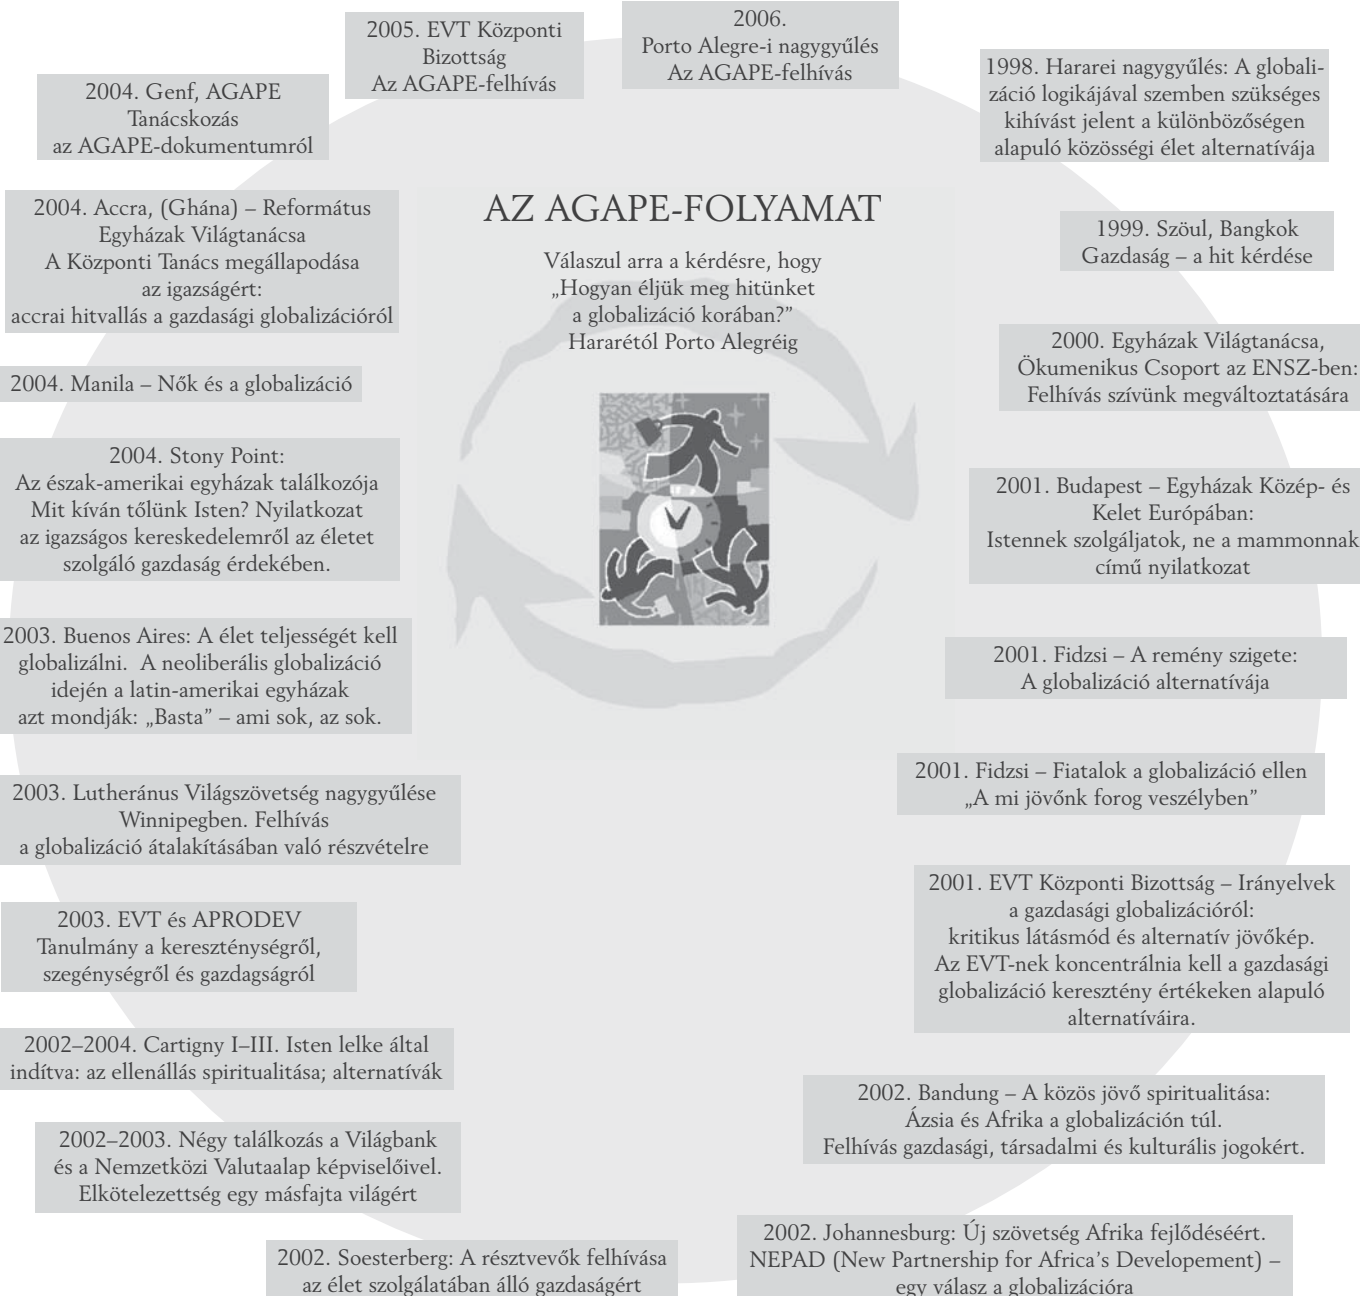 AZ AGAPE-FOLYAMAT
Válaszul arra a kérdésre, hogy
„Hogyan éljük meg hitünket
a globalizáció korában?”
Hararétól Porto Alegréig
1998. Hararei nagygyűlés: A globali-
záció logikájával szemben szükséges
kihívást jelent a különbözőségen
alapuló közösségi élet alternatívája
1999. Szöul, Bangkok
Gazdaság – a hit kérdése
2000. Egyházak Világtanácsa,
Ökumenikus Csoport az ENSZ-ben:
Felhívás szívünk megváltoztatására
2001. Budapest – Egyházak Közép- és
Kelet Európában:
Istennek szolgáljatok, ne a mammonnak
című nyilatkozat
2001. Fidzsi – A remény szigete:
A globalizáció alternatívája
2001. Fidzsi – Fiatalok a globalizáció ellen
„A mi jövőnk forog veszélyben”
2001. EVT Központi Bizottság – Irányelvek
a gazdasági globalizációról:
kritikus látásmód és alternatív jövőkép.
Az EVT-nek koncentrálnia kell a gazdasági
globalizáció keresztény értékeken alapuló
alternatíváira.
2002. Bandung – A közös jövő spiritualitása:
Ázsia és Afrika a globalizáción túl.
Felhívás gazdasági, társadalmi és kulturális jogokért.
2002. Johannesburg: Új szövetség Afrika fejlődéséért.
NEPAD (New Partnership for Africa’s Developement) –
egy válasz a globalizációra
2002. Soesterberg: A résztvevők felhívása
az élet szolgálatában álló gazdaságért
2002–2003. Négy találkozás a Világbank
és a Nemzetközi Valutaalap képviselőivel.
Elkötelezettség egy másfajta világért
2002–2004. Cartigny I–III. Isten lelke által
indítva: az ellenállás spiritualitása; alternatívák
2003. EVT és APRODEV
Tanulmány a kereszténységről,
szegénységről és gazdagságról
2003. Lutheránus Világszövetség nagygyűlése
Winnipegben. Felhívás
a globalizáció átalakításában való részvételre
2003. Buenos Aires: A élet teljességét kell
globalizálni. A neoliberális globalizáció
idején a latin-amerikai egyházak
azt mondják: „Basta” – ami sok, az sok.
2004. Stony Point:
Az észak-amerikai egyházak találkozója
Mit kíván tőlünk Isten? Nyilatkozat
az igazságos kereskedelemről az életet
szolgáló gazdaság érdekében.
2004. Manila – Nők és a globalizáció
2004. Accra, (Ghána) – Református
Egyházak Világtanácsa
A Központi Tanács megállapodása
az igazságért:
accrai hitvallás a gazdasági globalizációról
2004. Genf, AGAPE
Tanácskozás
az AGAPE-dokumentumról
2005. EVT Központi
Bizottság
Az AGAPE-felhívás
2006.
Porto Alegre-i nagygyűlés
Az AGAPE-felhívás